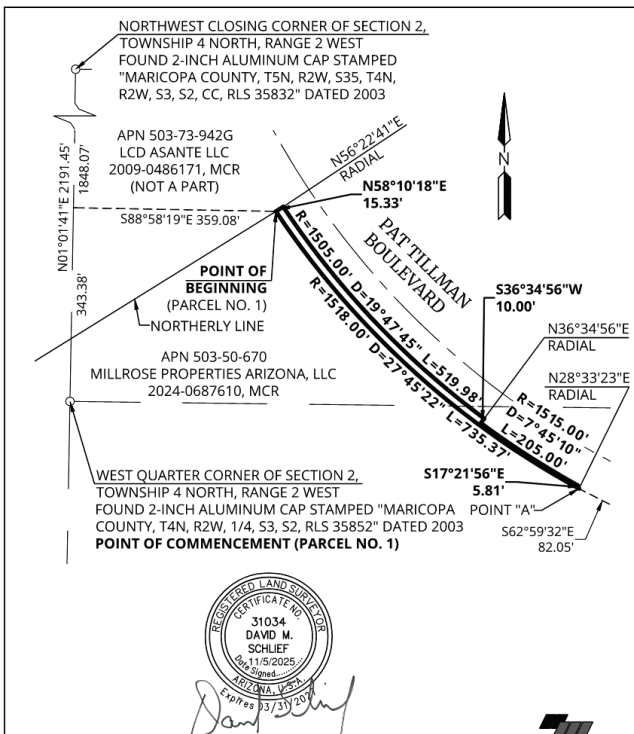 NORTHWEST CLOSING CORNER OF SECTION 2,
TOWNSHIP 4 NORTH, RANGE 2 WEST
FOUND 2-INCH ALUMINUM CAP STAMPED
"MARICOPA COUNTY, T5N, R2W, S35, T4N,
R2W, S3, S2, CC, RLS 35832" DATED 2003
N01°01'41"E 2191.45'
1848.07'
343.38'
APN 503-73-942G
LCD ASANTE LLC
2009-0486171, MCR
(NOT A PART)
S88°58'19"E 359.08'
N56°22'41"E
RADIAL
N58°10'18"E
15.33'
N
PAT TILLMAN
BOULEVARD
POINT OF
BEGINNING
(PARCEL NO. 1)
NORTHERLY LINE
R=1505.00' D=19°47'45" L=519.98'
R=1518.00' D=27°45'22" L=735.37'
S36°34'56"W
10.00'
N36°34'56"E
RADIAL
N28°33'23"E
RADIAL
R=1515.00'
D=7°45'10"
L=205.00'
APN 503-50-670
MILLROSE PROPERTIES ARIZONA, LLC
2024-0687610, MCR
S17°21'56"E
5.81'
POINT "A"
S62°59'32"E
82.05'
WEST QUARTER CORNER OF SECTION 2,
TOWNSHIP 4 NORTH, RANGE 2 WEST
FOUND 2-INCH ALUMINUM CAP STAMPED "MARICOPA
COUNTY, T4N, R2W, 1/4, S3, S2, RLS 35852" DATED 2003
POINT OF COMMENCEMENT (PARCEL NO. 1)
REGISTERED LAND SURVEYOR
CERTIFICATE NO.
31034
DAVID M.
SCHLIEF
11/5/2025
Date Signed
ARIZONA, U.S.A.
Expires 03/31/202